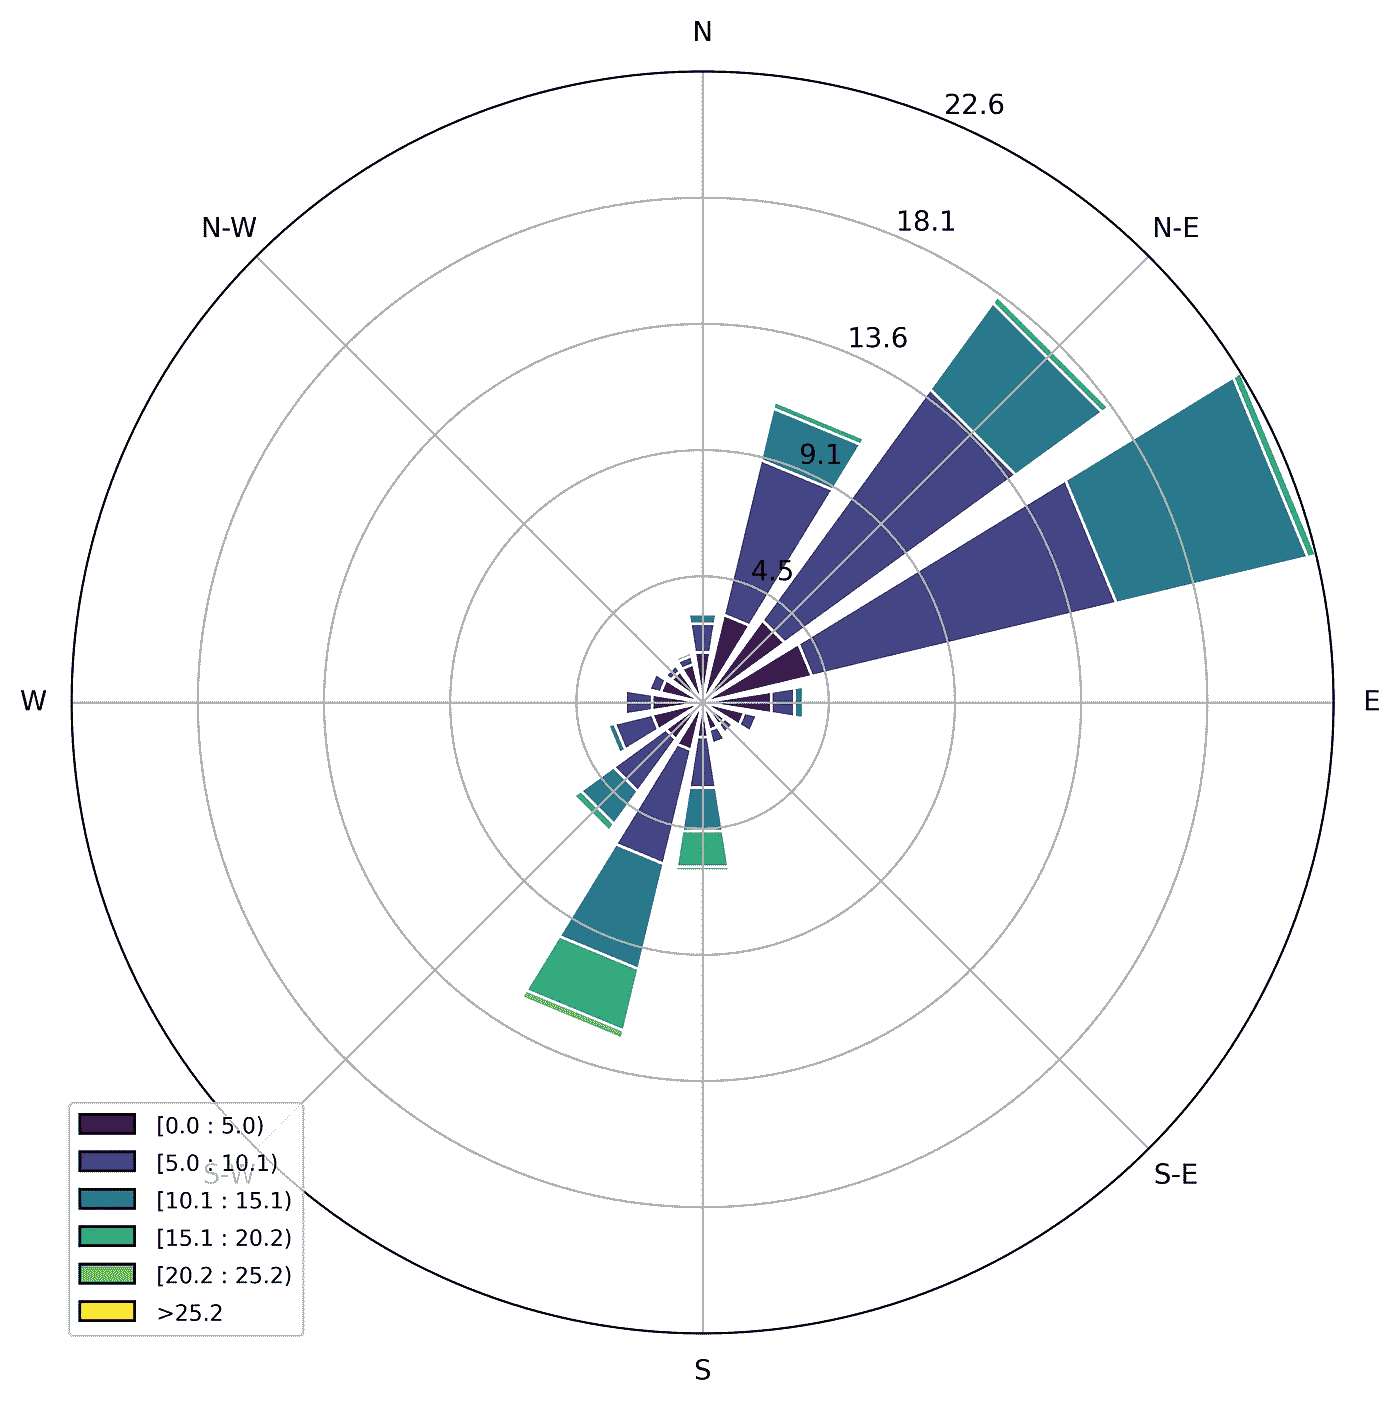 N
22.6
N-W
N-E
18.1
13.6
9.1
4.5
W
E
[0.0 : 5.0)
[5.0 : 10.1)
S-W
S-E
[10.1 : 15.1)
[15.1 : 20.2)
[20.2 : 25.2)
>25.2
S